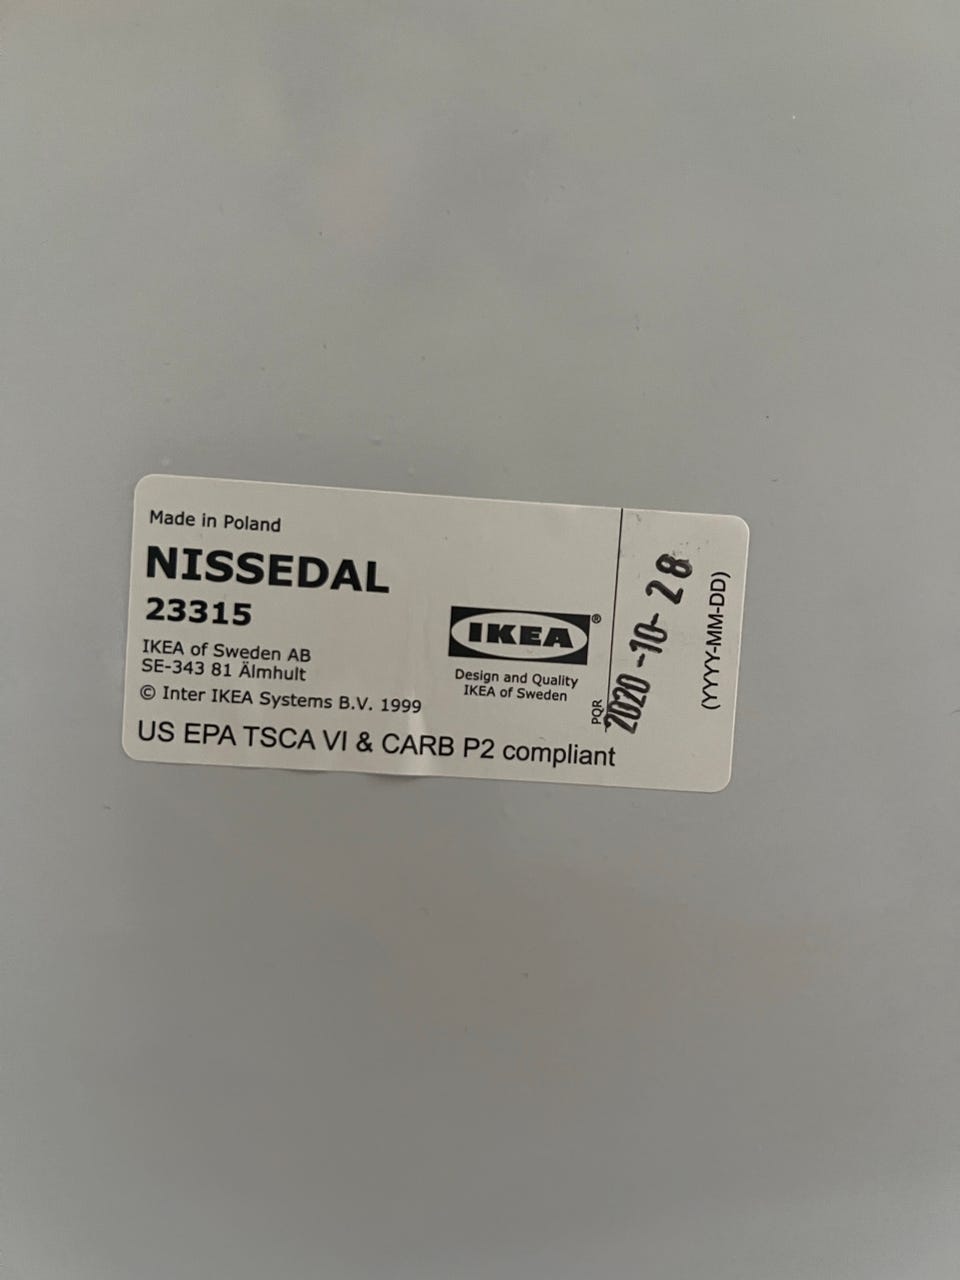 Made in Poland
NISSEDAL
23315
IKEA of Sweden AB
SE-343 81 Älmhult
© Inter IKEA Systems B.V. 1999
US EPA TSCA VI & CARB P2 compliant
IKEA®
Design and Quality
IKEA of Sweden
PQR
2020-10-28
(YYYY-MM-DD)